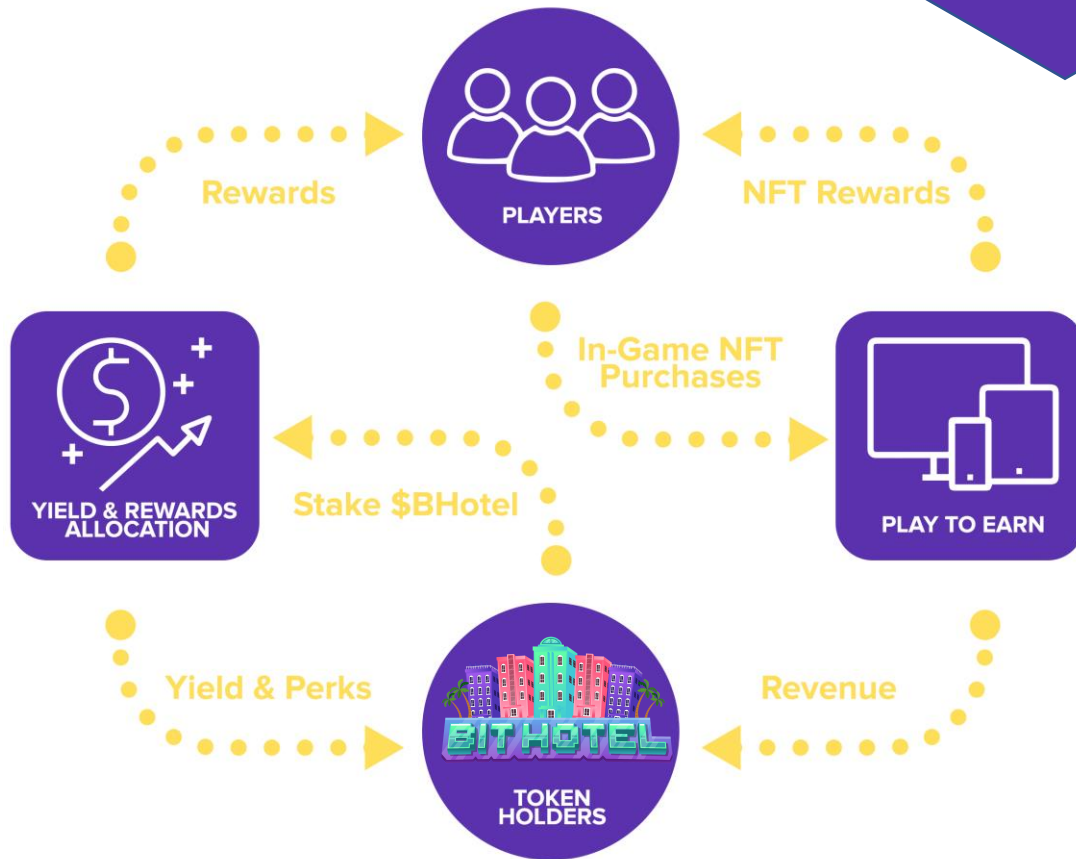 Rewards
PLAYERS
NFT Rewards
In-Game NFT
Purchases
YIELD & REWARDS
ALLOCATION
Stake $BHotel
PLAY TO EARN
Yield & Perks
BIT HOTEL
Revenue
TOKEN
HOLDERS